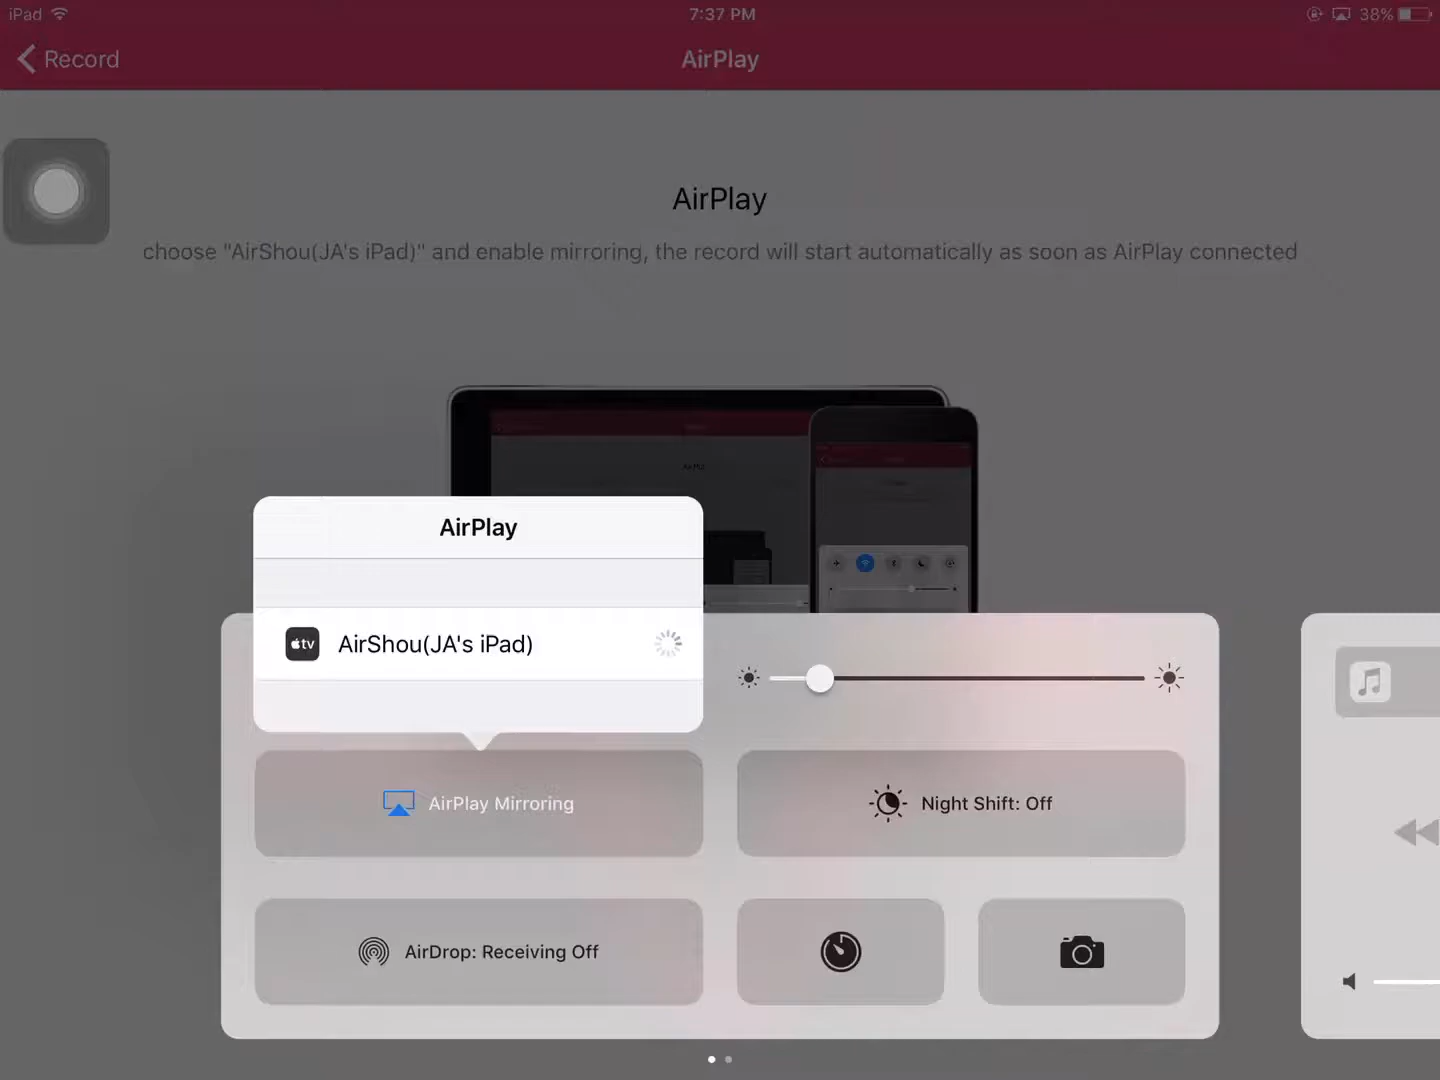 iPad
7:37 PM
38%
Record
AirPlay
AirPlay
choose "AirShou(JA's iPad)" and enable mirroring, the record will start automatically as soon as AirPlay connected
AirPlay
tv
AirShou(JA's iPad)
AirPlay Mirroring
Night Shift: Off
AirDrop: Receiving Off